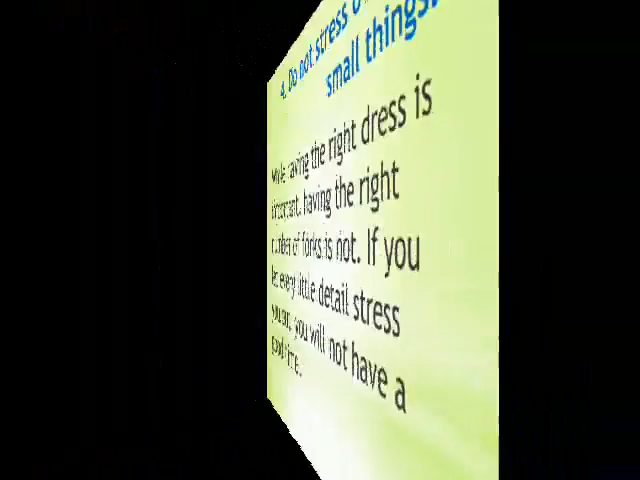 4. Do not stress o
small things.
While having the right dress is
important, having the right
number of forks is not. If you
let every little detail stress
you out, you will not have a
good time.